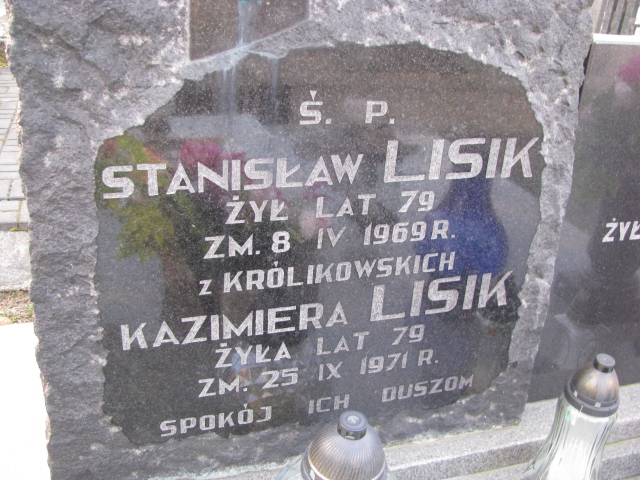 Ś. P.
STANISŁAW LISIK
ŻYŁ LAT 79
ZM. 8 IV 1969 R.
z KRÓLIKOWSKICH
KAZIMIERA LISIK
ŻYŁA LAT 79
ZM. 25 IX 1971 R.
SPOKÓJ ICH DUSZOM